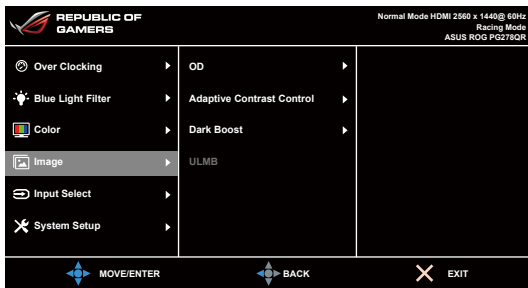 REPUBLIC OF
GAMERS
Normal Mode HDMI 2560 x 1440@ 60Hz
Racing Mode
ASUS ROG PG278QR
Over Clocking
Blue Light Filter
Color
Image
Input Select
System Setup
OD
Adaptive Contrast Control
Dark Boost
ULMB
MOVE/ENTER
BACK
EXIT